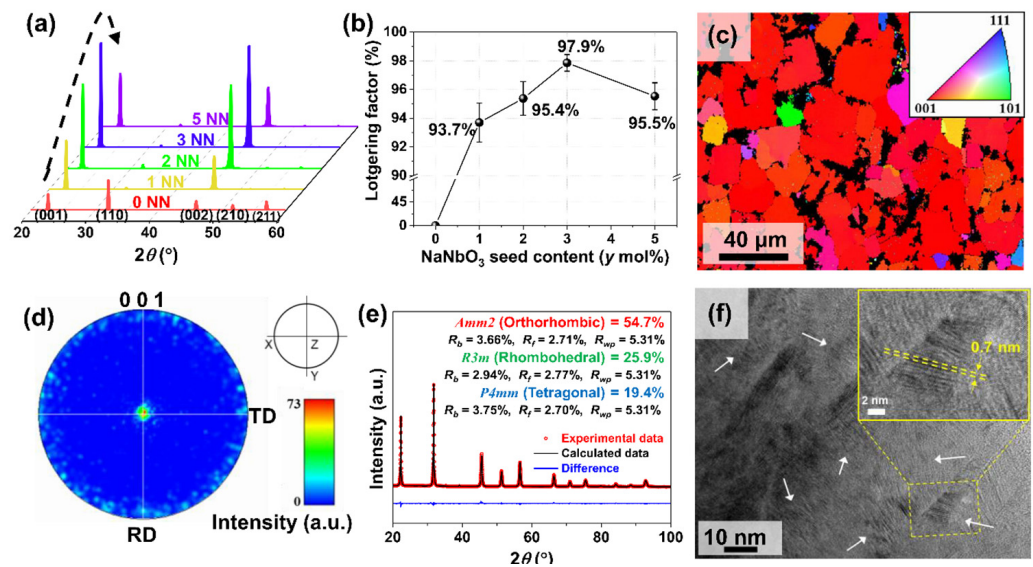 (a)
5 NN
3 NN
2 NN
1 NN
0 NN
(001) (110) (002) (210) (211)
20 30 40 50 60
2θ (°)
(b)
Lotgering factor (%)
100
98
96
94
92
90
45
0
93.7%
95.4%
97.9%
95.5%
0 1 2 3 4 5
NaNbO3 seed content (y mol%)
(c)
111
001 101
40 μm
(d)
0 0 1
TD
RD
X Z
Y
73
0
Intensity (a.u.)
(e)
Amm2 (Orthorhombic) = 54.7%
Rb = 3.66%, Rf = 2.71%, Rwp = 5.31%
R3m (Rhombohedral) = 25.9%
Rb = 2.94%, Rf = 2.77%, Rwp = 5.31%
P4mm (Tetragonal) = 19.4%
Rb = 3.75%, Rf = 2.70%, Rwp = 5.31%
Experimental data
Calculated data
Difference
Intensity (a.u.)
20 40 60 80 100
2θ (°)
(f)
0.7 nm
2 nm
10 nm